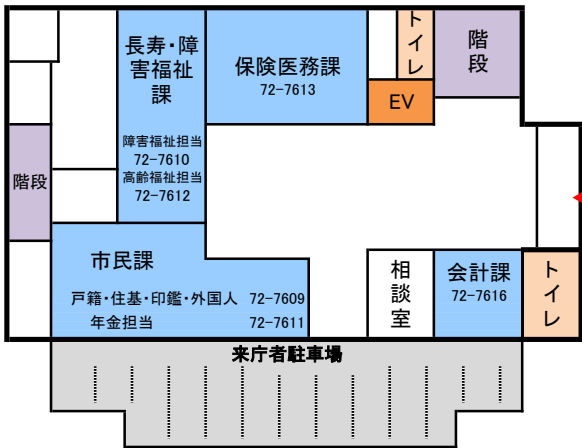 長寿・障
害福祉
課
障害福祉担当
72-7610
高齢福祉担当
72-7612
保険医務課
72-7613
トイレ
EV
階段
階段
市民課
戸籍・住基・印鑑・外国人 72-7609
年金担当 72-7611
相談室
会計課
72-7616
トイレ
来庁者駐車場